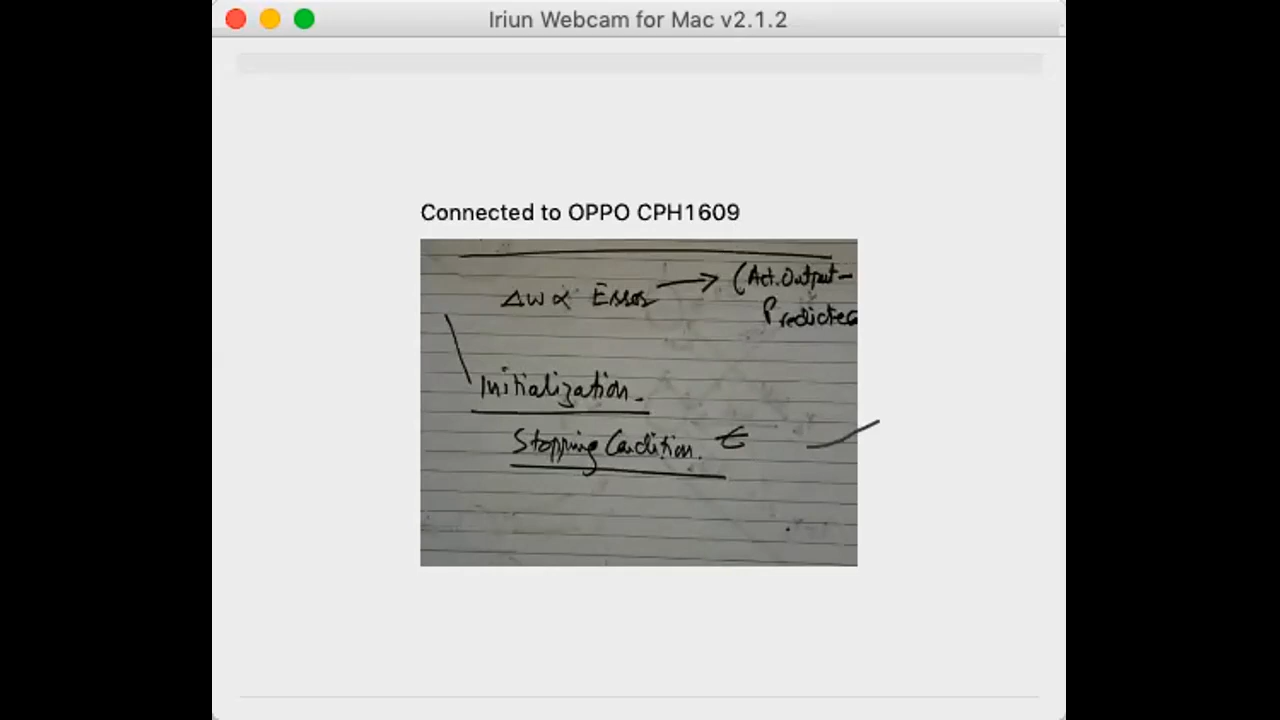 Iriun Webcam for Mac v2.1.2
Connected to OPPO CPH1609
ΔW ∝ Error → (Act. Output -
Predicted
Initialization.
Stopping Condition. ←